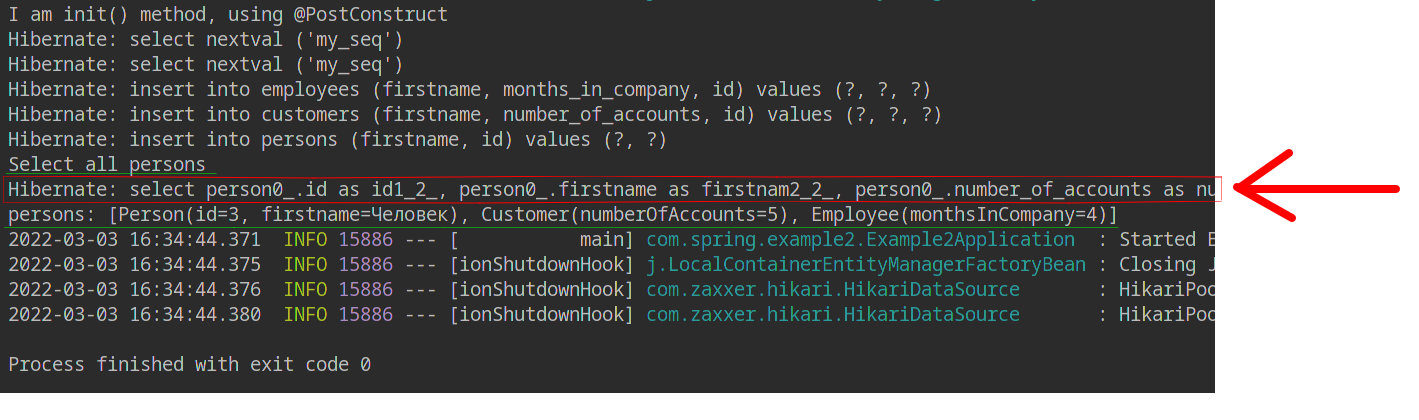 I am init() method, using @PostConstruct
Hibernate: select nextval ('my_seq')
Hibernate: select nextval ('my_seq')
Hibernate: insert into employees (firstname, months_in_company, id) values (?, ?, ?)
Hibernate: insert into customers (firstname, number_of_accounts, id) values (?, ?, ?)
Hibernate: insert into persons (firstname, id) values (?, ?)
Select all persons
Hibernate: select person0_.id as id1_2_, person0_.firstname as firstnam2_2_, person0_.number_of_accounts as nu
persons: [Person(id=3, firstname=Человек), Customer(numberOfAccounts=5), Employee(monthsInCompany=4)]
2022-03-03 16:34:44.371  INFO 15886 --- [           main] com.spring.example2.Example2Application  : Started E
2022-03-03 16:34:44.375  INFO 15886 --- [ionShutdownHook] j.LocalContainerEntityManagerFactoryBean : Closing J
2022-03-03 16:34:44.376  INFO 15886 --- [ionShutdownHook] com.zaxxer.hikari.HikariDataSource       : HikariPoo
2022-03-03 16:34:44.380  INFO 15886 --- [ionShutdownHook] com.zaxxer.hikari.HikariDataSource       : HikariPoo
Process finished with exit code 0